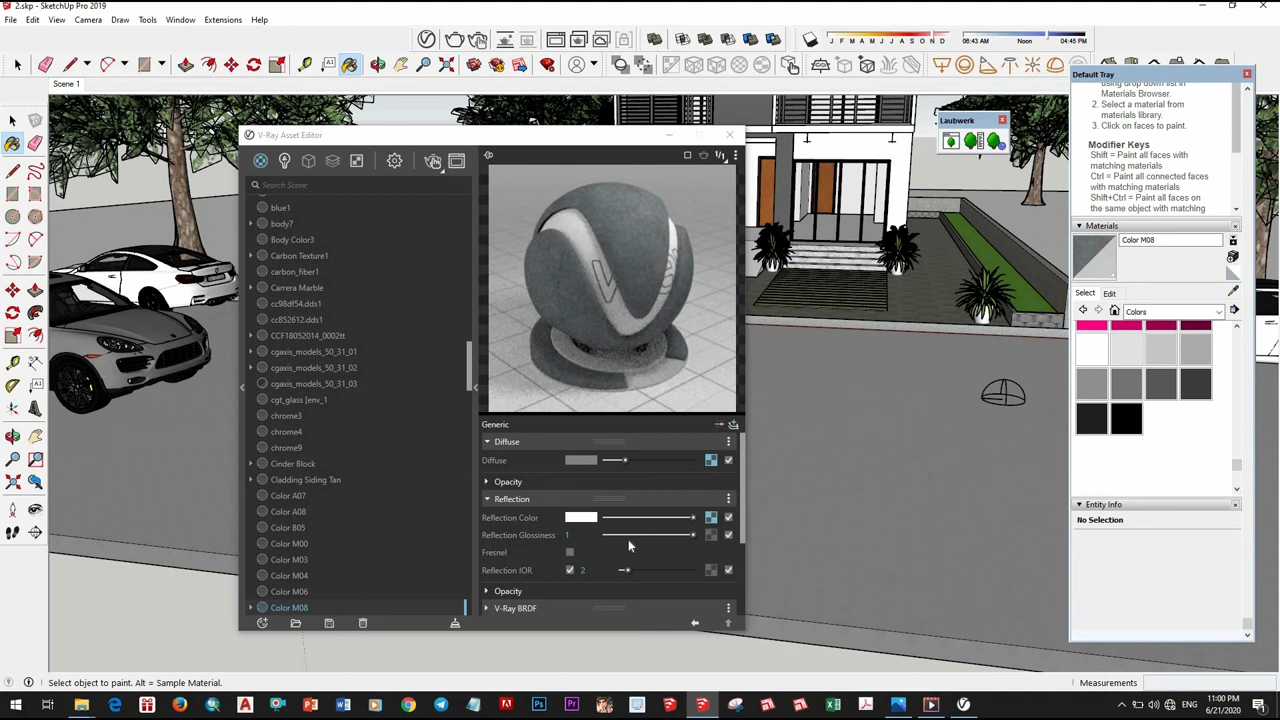 2.skp - SketchUp Pro 2019
File Edit View Camera Draw Tools Window Extensions Help
J F M A M J J A S O N D
06:43 AM Noon 04:45 PM
Scene 1
Default Tray
using drop down list in
Materials Browser.
2. Select a material from
materials library.
3. Click on faces to paint.
Modifier Keys
Shift = Paint all faces with
matching materials
Ctrl = Paint all connected faces
with matching materials
Shift+Ctrl = Paint all faces on
the same object with matching
Materials
Color M08
Select Edit
Colors
Entity Info
No Selection
Laubwerk
V-Ray Asset Editor
1/1
Search Scene
blue1
body7
Body Color3
Carbon Texture1
carbon_fiber1
Carrera Marble
cc98df54.dds1
cc852612.dds1
CCF18052014_0002tt
cgaxis_models_50_31_01
cgaxis_models_50_31_02
cgaxis_models_50_31_03
cgt_glass [env_1
chrome3
chrome4
chrome9
Cinder Block
Cladding Siding Tan
Color A07
Color A08
Color B05
Color M00
Color M03
Color M04
Color M06
Color M08
Generic
Diffuse
Diffuse
Opacity
Reflection
Reflection Color
Reflection Glossiness 1
Fresnel
Reflection IOR 2
Opacity
V-Ray BRDF
Select object to paint. Alt = Sample Material.
Measurements
ENG
11:00 PM
6/21/2020